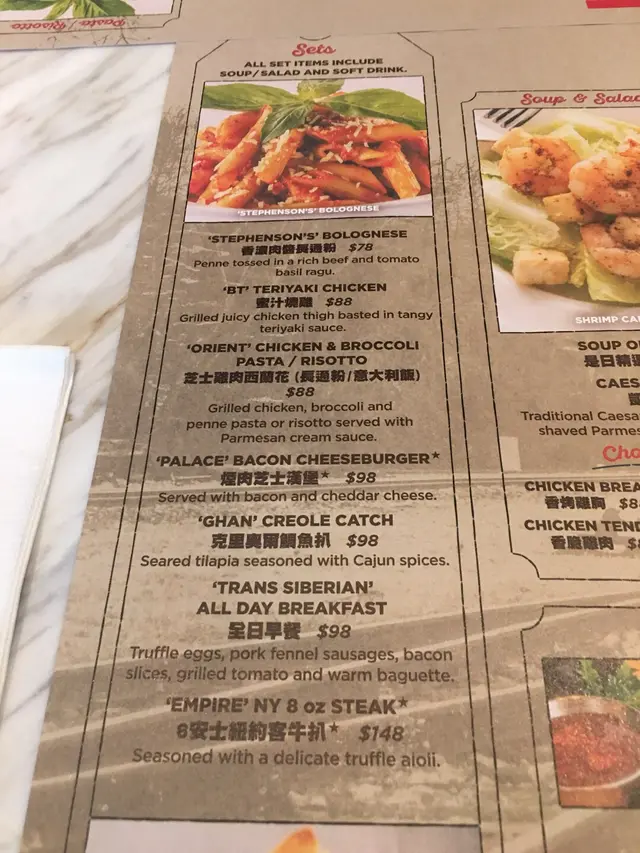 Pasta / Risotto
Sets
ALL SET ITEMS INCLUDE
SOUP/SALAD AND SOFT DRINK.
'STEPHENSON'S' BOLOGNESE
'STEPHENSON'S' BOLOGNESE
香濃肉醬長通粉 $78
Penne tossed in a rich beef and tomato
basil ragu.
'BT' TERIYAKI CHICKEN
蜜汁燒雞 $88
Grilled juicy chicken thigh basted in tangy
teriyaki sauce.
'ORIENT' CHICKEN & BROCCOLI
PASTA / RISOTTO
芝士雞肉西蘭花 (長通粉/意大利飯)
$88
Grilled chicken, broccoli and
penne pasta or risotto served with
Parmesan cream sauce.
'PALACE' BACON CHEESEBURGER*
煙肉芝士漢堡* $98
Served with bacon and cheddar cheese.
'GHAN' CREOLE CATCH
克里奧爾鯛魚扒 $98
Seared tilapia seasoned with Cajun spices.
'TRANS SIBERIAN'
ALL DAY BREAKFAST
全日早餐 $98
Truffle eggs, pork fennel sausages, bacon
slices, grilled tomato and warm baguette.
'EMPIRE' NY 8 oz STEAK*
8安士紐約客牛扒* $148
Seasoned with a delicate truffle aioli.
Soup & Salad
SHRIMP CA
SOUP O
是日精選
CAES
Traditional Caesa
shaved Parmes
Cho
CHICKEN BREA
香烤雞胸 $8
CHICKEN TEND
香脆雞肉 $